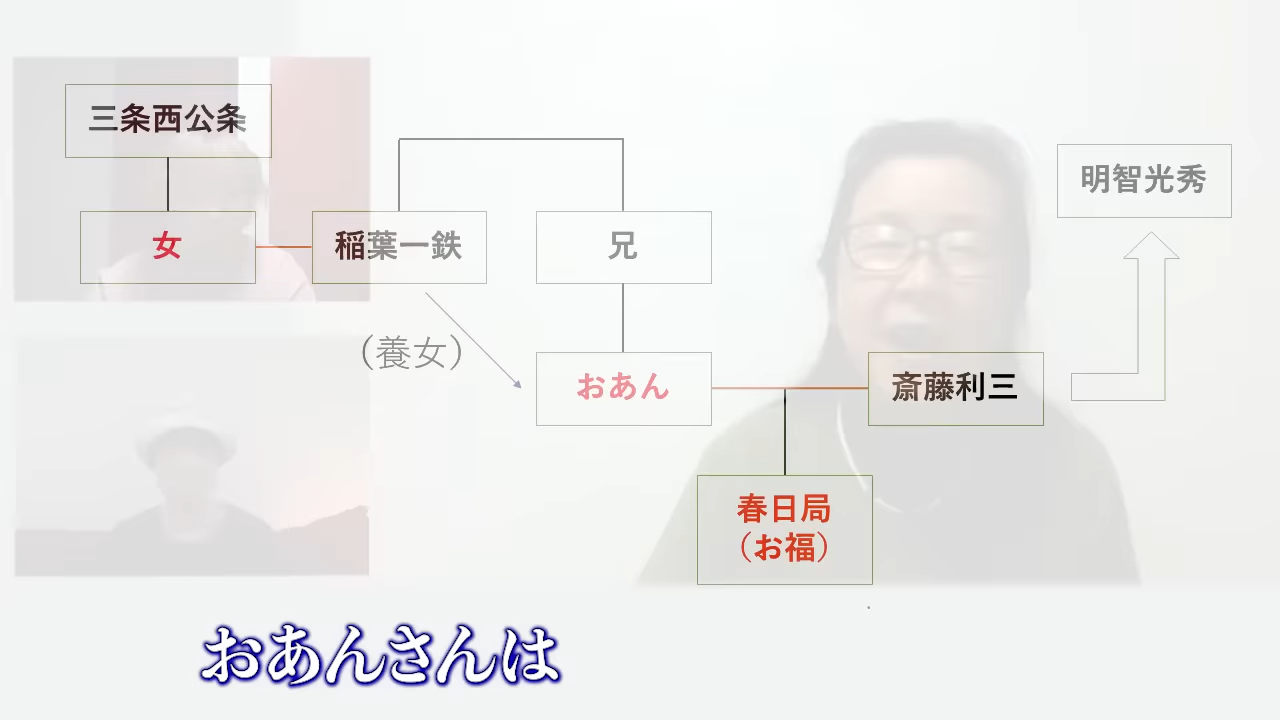 三条西公条
明智光秀
女
稲葉一鉄
兄
（養女）
おあん
斎藤利三
春日局
（お福）
おあんさんは